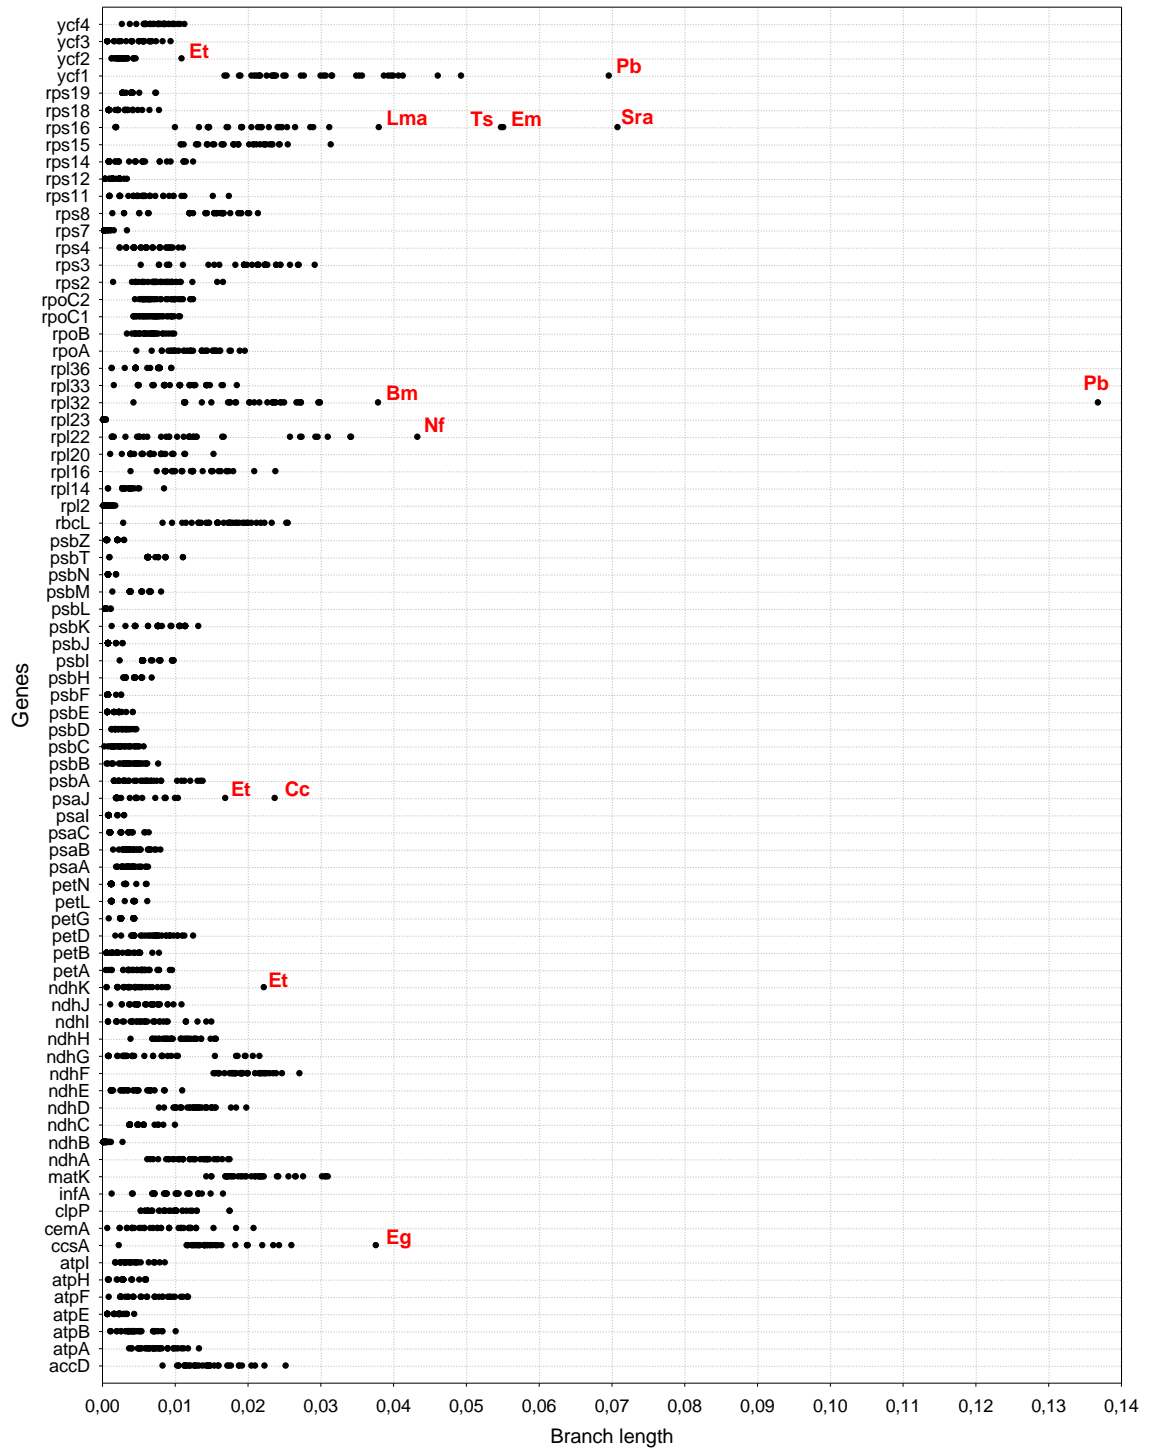 ycf4
ycf3
ycf2
Et
ycf1
Pb
rps19
rps18
rps16
Lma
Ts
Em
Sra
rps15
rps14
rps12
rps11
rps8
rps7
rps4
rps3
rps2
rpoC2
rpoC1
rpoB
rpoA
rpl36
rpl33
rpl32
Bm
Pb
rpl23
rpl22
Nf
rpl20
rpl16
rpl14
rpl2
rbcL
psbZ
psbT
psbN
psbM
psbL
psbK
psbJ
psbI
psbH
psbF
psbE
psbD
psbC
psbB
psbA
psaJ
Et
Cc
psaI
psaC
psaB
psaA
petN
petL
petG
petD
petB
petA
ndhK
Et
ndhJ
ndhI
ndhH
ndhG
ndhF
ndhE
ndhD
ndhC
ndhB
ndhA
matK
infA
clpP
cemA
ccsA
Eg
atpI
atpH
atpF
atpE
atpB
atpA
accD
Genes
0,00 0,01 0,02 0,03 0,04 0,05 0,06 0,07 0,08 0,09 0,10 0,11 0,12 0,13 0,14
Branch length